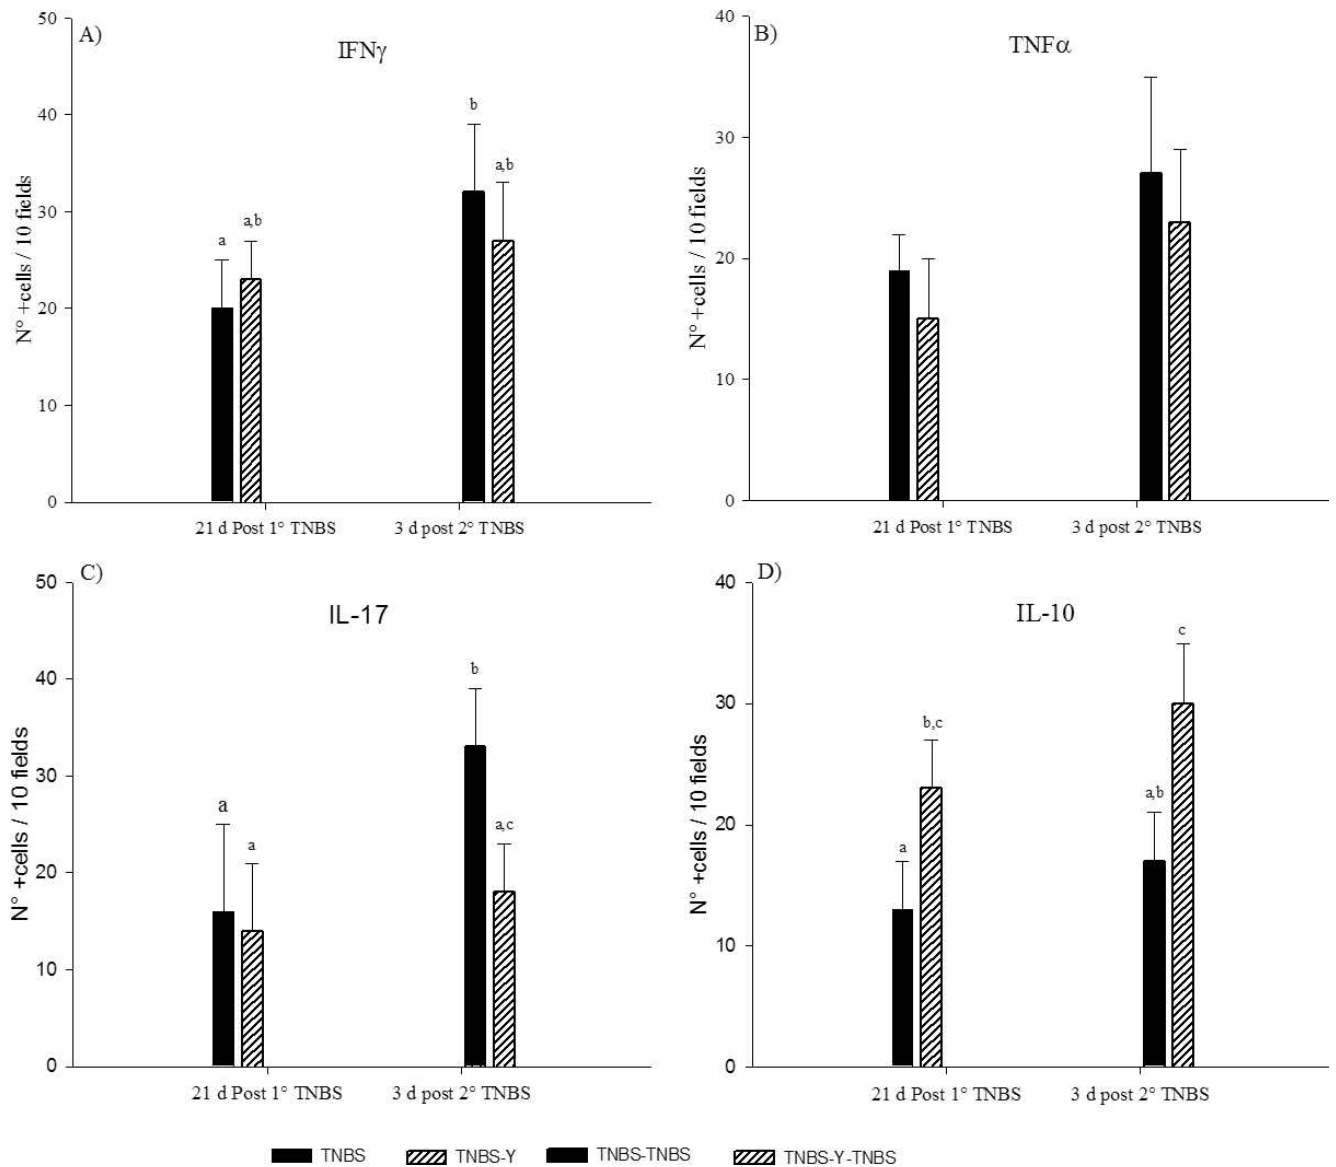 A)
IFNγ
50
40
30
20
10
0
N° +cells / 10 fields
a
a,b
b
a,b
21 d Post 1° TNBS
3 d post 2° TNBS
B)
TNFα
40
30
20
10
0
N° +cells / 10 fields
21 d Post 1° TNBS
3 d post 2° TNBS
C)
IL-17
50
40
30
20
10
0
N° +cells / 10 fields
a
a
b
a,c
21 d Post 1° TNBS
3 d post 2° TNBS
D)
IL-10
40
30
20
10
0
N° +cells / 10 fields
a
b,c
a,b
c
21 d Post 1° TNBS
3 d post 2° TNBS
TNBS TNBS-Y TNBS-TNBS TNBS-Y-TNBS